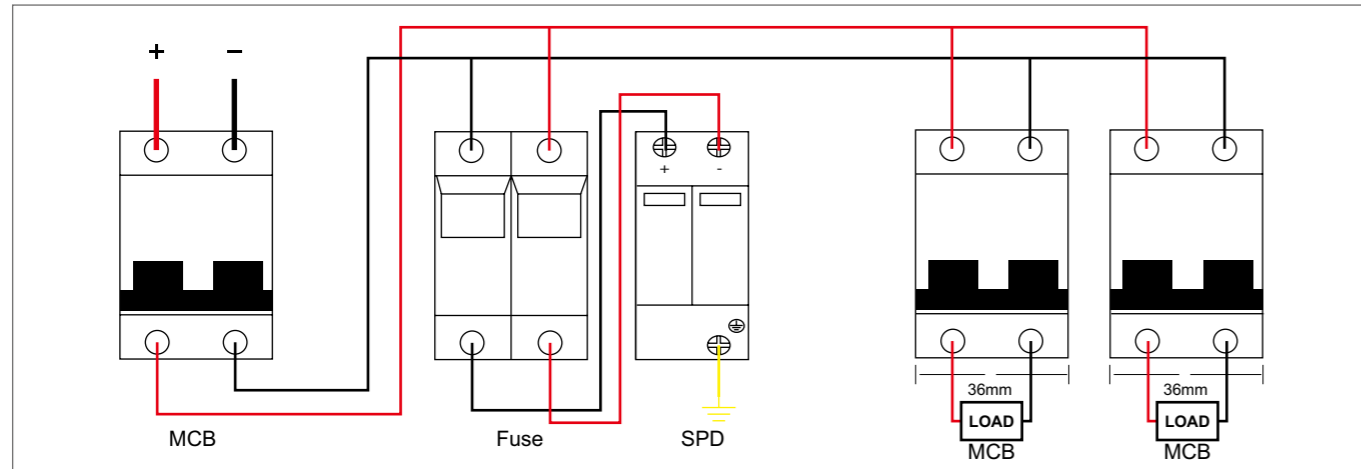 + −
+ -
36mm 36mm
LOAD LOAD
MCB Fuse SPD MCB MCB